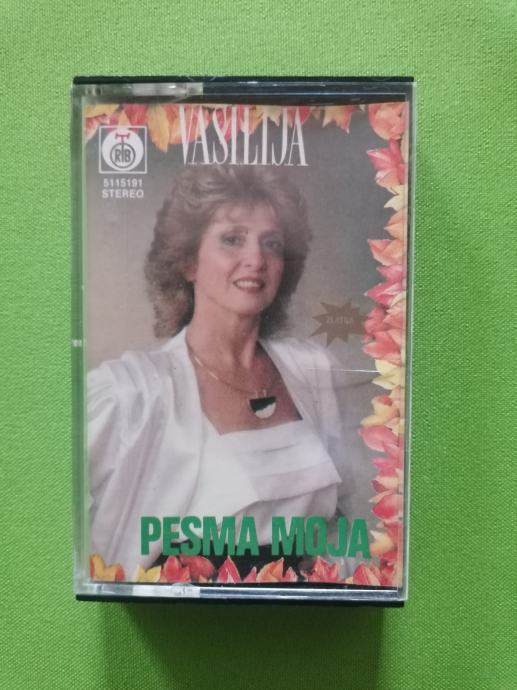 VASILIJA
RTB
5115191
STEREO
PESMA MOJA